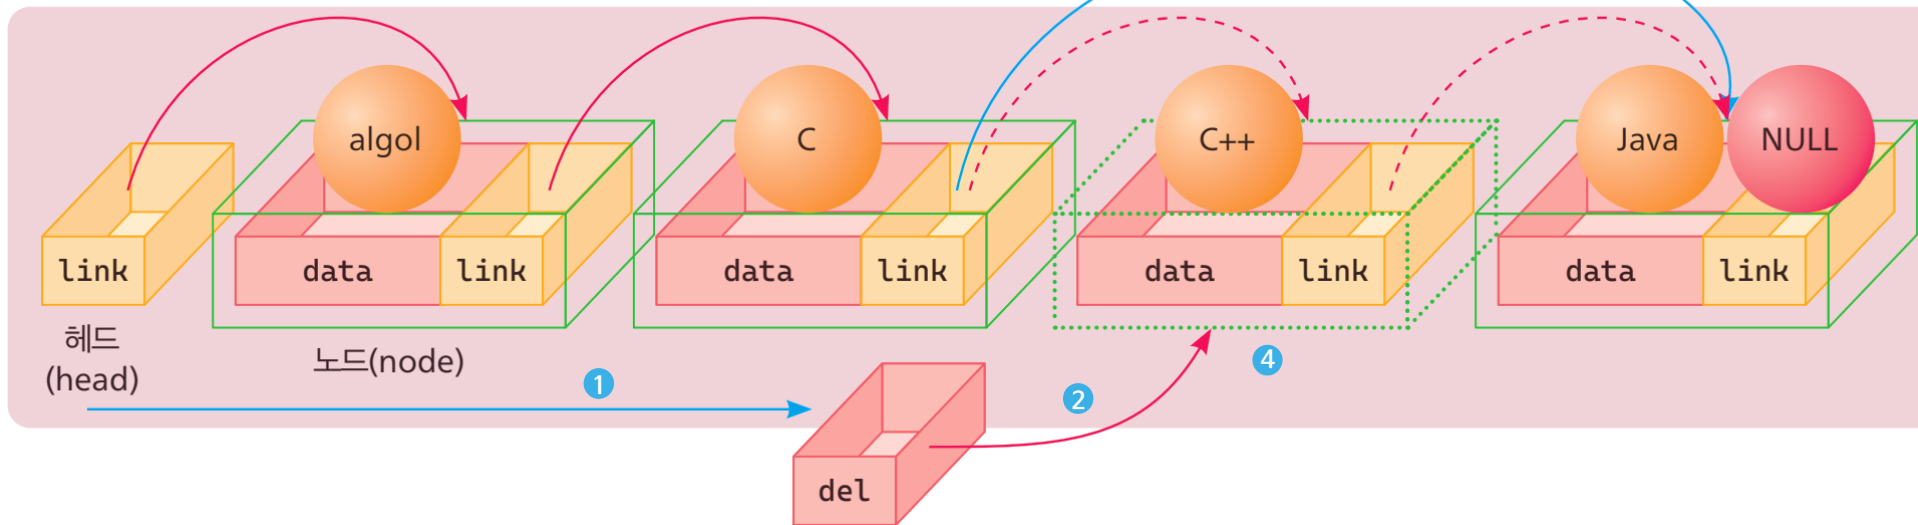 algol
C
C++
Java
NULL
link
data
link
data
link
data
link
data
link
헤드
(head)
노드(node)
1
2
4
del